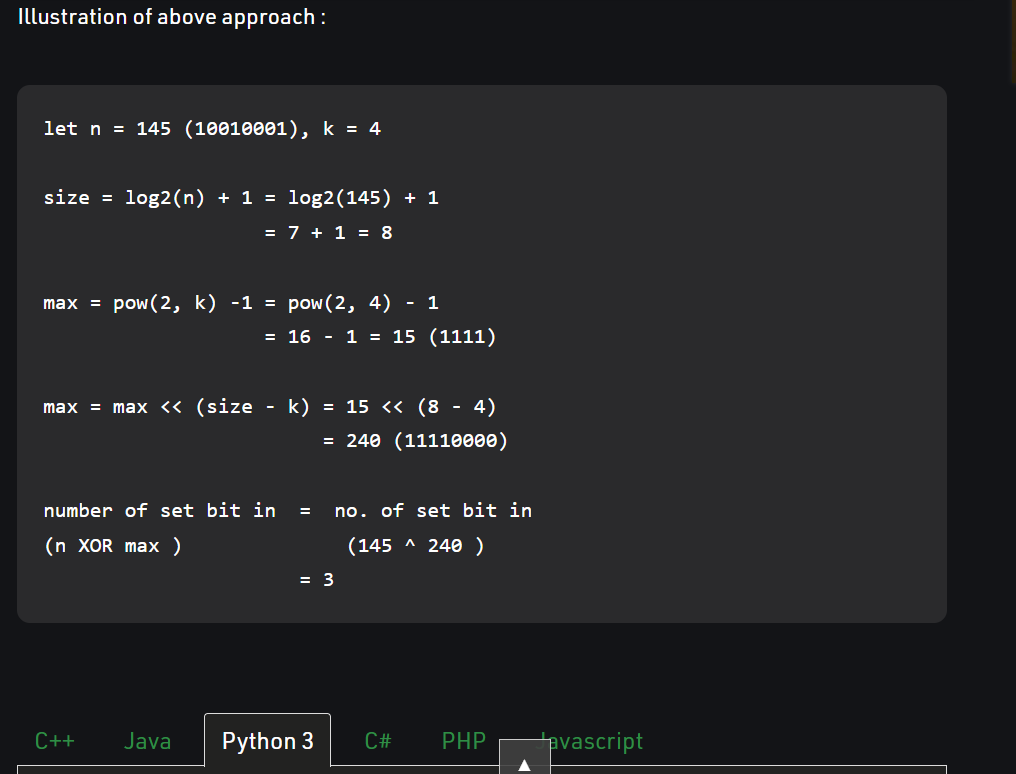 Illustration of above approach :
let n = 145 (10010001), k = 4
size = log2(n) + 1 = log2(145) + 1
= 7 + 1 = 8
max = pow(2, k) -1 = pow(2, 4) - 1
= 16 - 1 = 15 (1111)
max = max << (size - k) = 15 << (8 - 4)
= 240 (11110000)
number of set bit in  =  no. of set bit in
(n XOR max )              (145 ^ 240 )
= 3
C++ Java Python 3 C# PHP Javascript